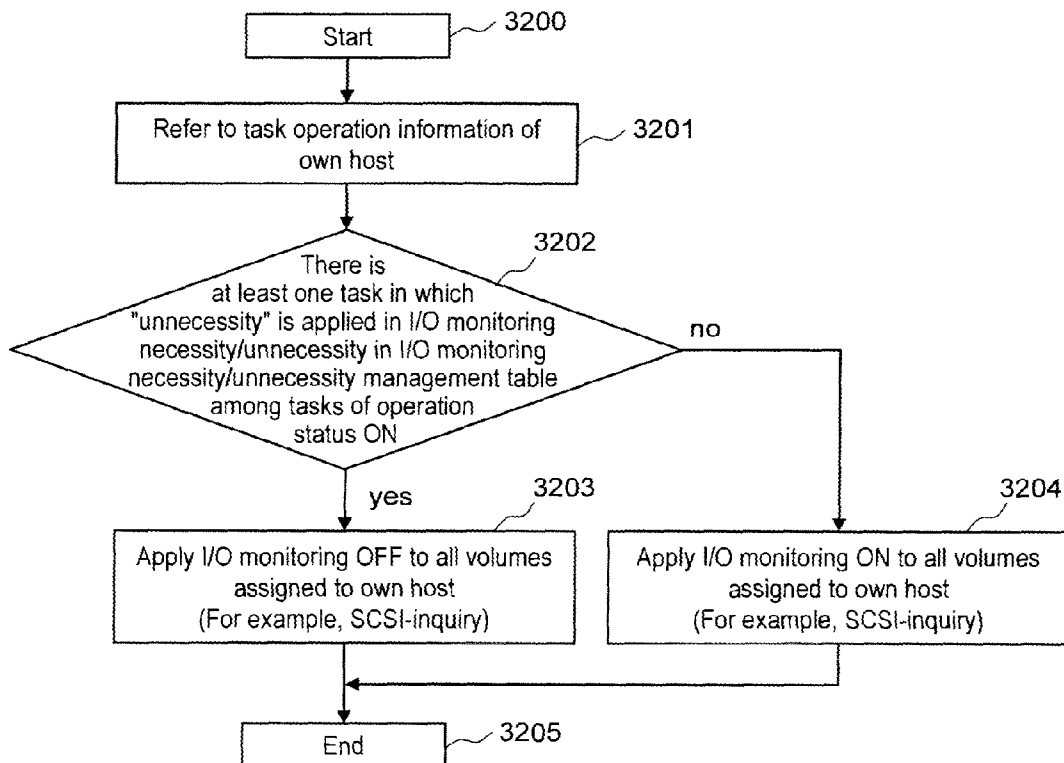 Start
3200
Refer to task operation information of
own host
3201
3202
There is
at least one task in which
"unnecessity" is applied in I/O monitoring
necessity/unnecessity in I/O monitoring
necessity/unnecessity management table
among tasks of operation
status ON
no
yes
3203
Apply I/O monitoring OFF to all volumes
assigned to own host
(For example, SCSI-inquiry)
3204
Apply I/O monitoring ON to all volumes
assigned to own host
(For example, SCSI-inquiry)
End
3205